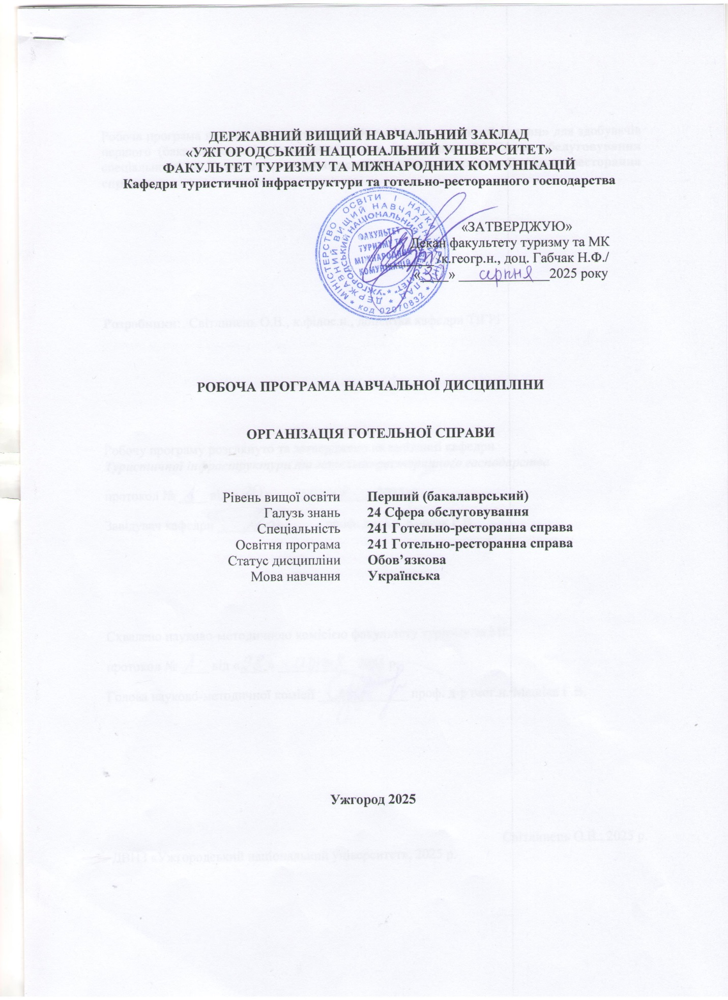 ДЕРЖАВНИЙ ВИЩИЙ НАВЧАЛЬНИЙ ЗАКЛАД
«УЖГОРОДСЬКИЙ НАЦІОНАЛЬНИЙ УНІВЕРСИТЕТ»
ФАКУЛЬТЕТ ТУРИЗМУ ТА МІЖНАРОДНИХ КОМУНІКАЦІЙ
Кафедри туристичної інфраструктури та готельно-ресторанного господарства
МІНІСТЕРСТВО ОСВІТИ І НАУКИ УКРАЇНИ
ДЕРЖАВНИЙ ВИЩИЙ НАВЧАЛЬНИЙ ЗАКЛАД
"УЖГОРОДСЬКИЙ НАЦІОНАЛЬНИЙ УНІВЕРСИТЕТ"
ФАКУЛЬТЕТ
ТУРИЗМУ ТА
МІЖНАРОДНИХ
КОМУНІКАЦІЙ
* код 02070832 *
«ЗАТВЕРДЖУЮ»
Декан факультету туризму та МК
/к.геогр.н., доц. Габчак Н.Ф./
«30» серпня 2025 року
РОБОЧА ПРОГРАМА НАВЧАЛЬНОЇ ДИСЦИПЛІНИ
ОРГАНІЗАЦІЯ ГОТЕЛЬНОЇ СПРАВИ
Рівень вищої освіти Перший (бакалаврський)
Галузь знань 24 Сфера обслуговування
Спеціальність 241 Готельно-ресторанна справа
Освітня програма 241 Готельно-ресторанна справа
Статус дисципліни Обов’язкова
Мова навчання Українська
Ужгород 2025